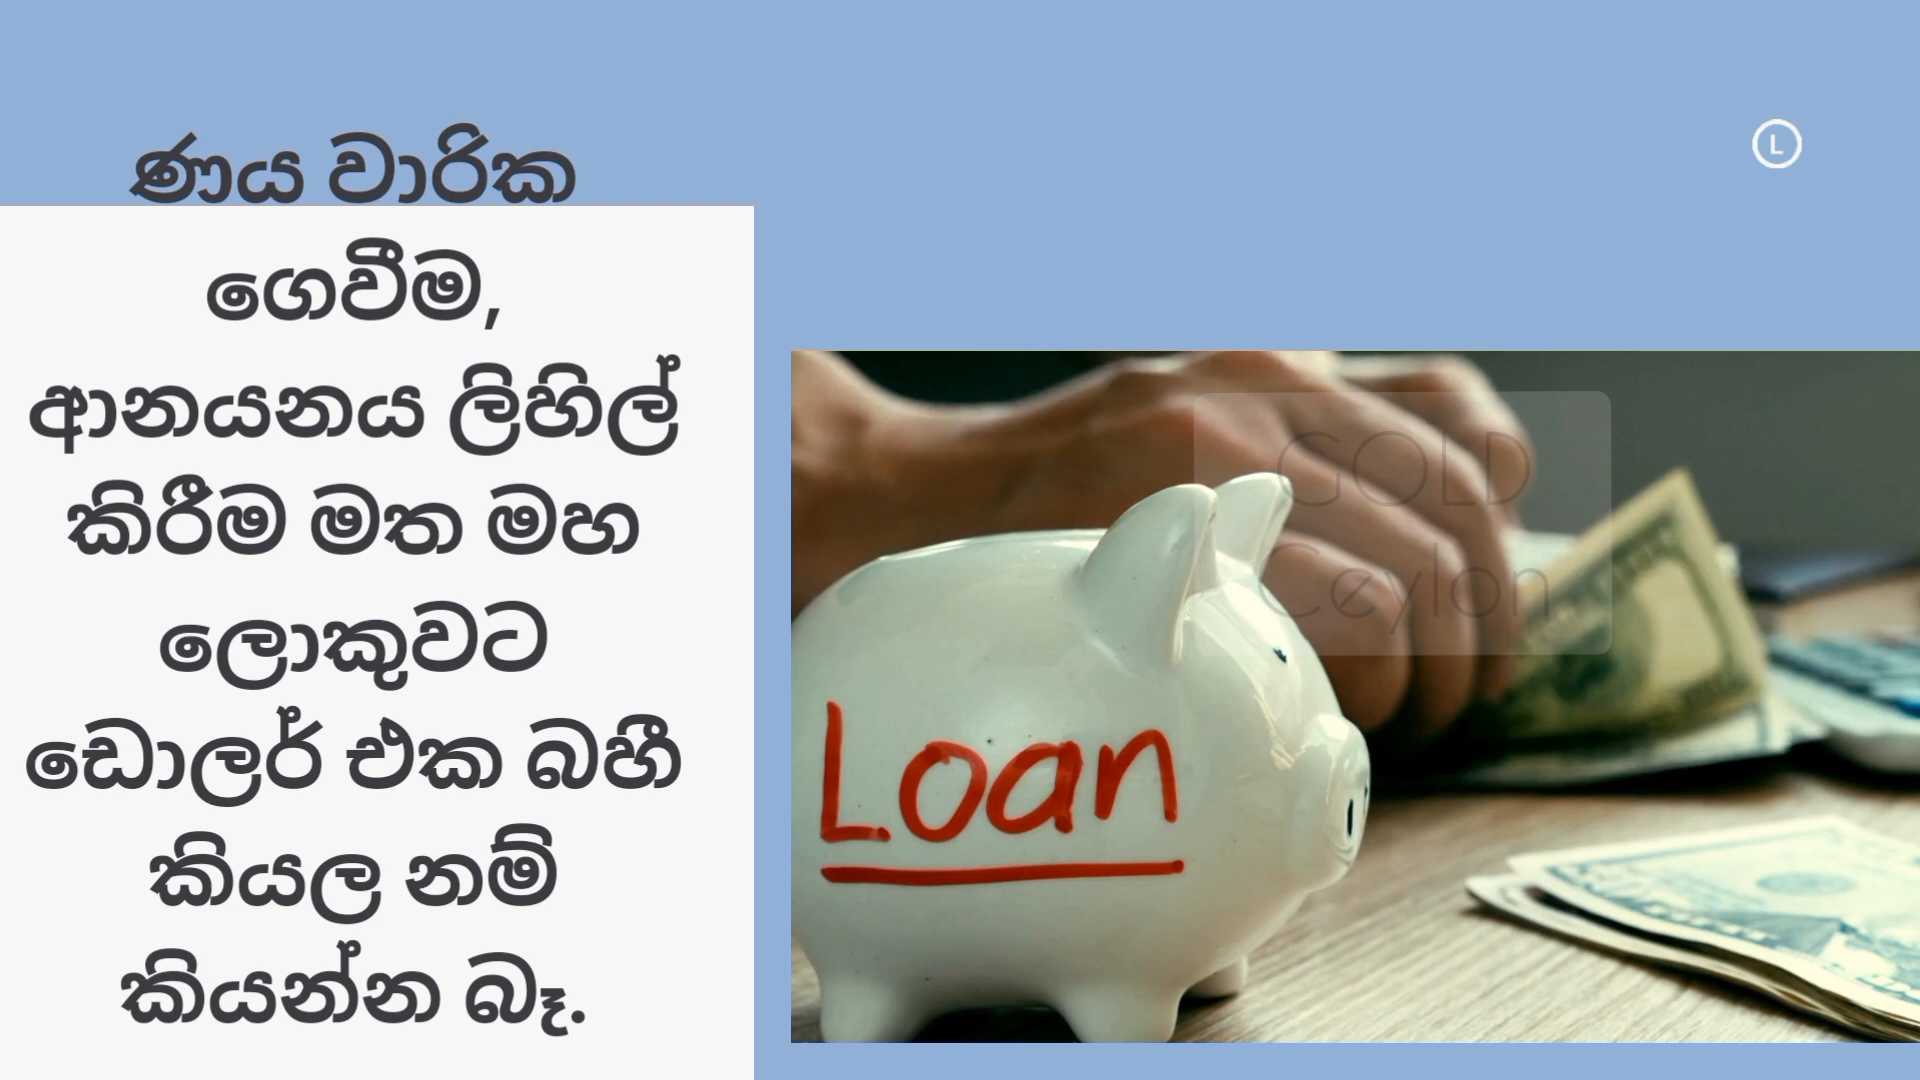 ණය වාරික
ගෙවීම,
ආනයනය ලිහිල්
කිරීම මත මහ
ලොකුවට
ඩොලර් එක බහී
කියල නම්
කියන්න බෑ.
L
GOLD
Ceylon
Loan